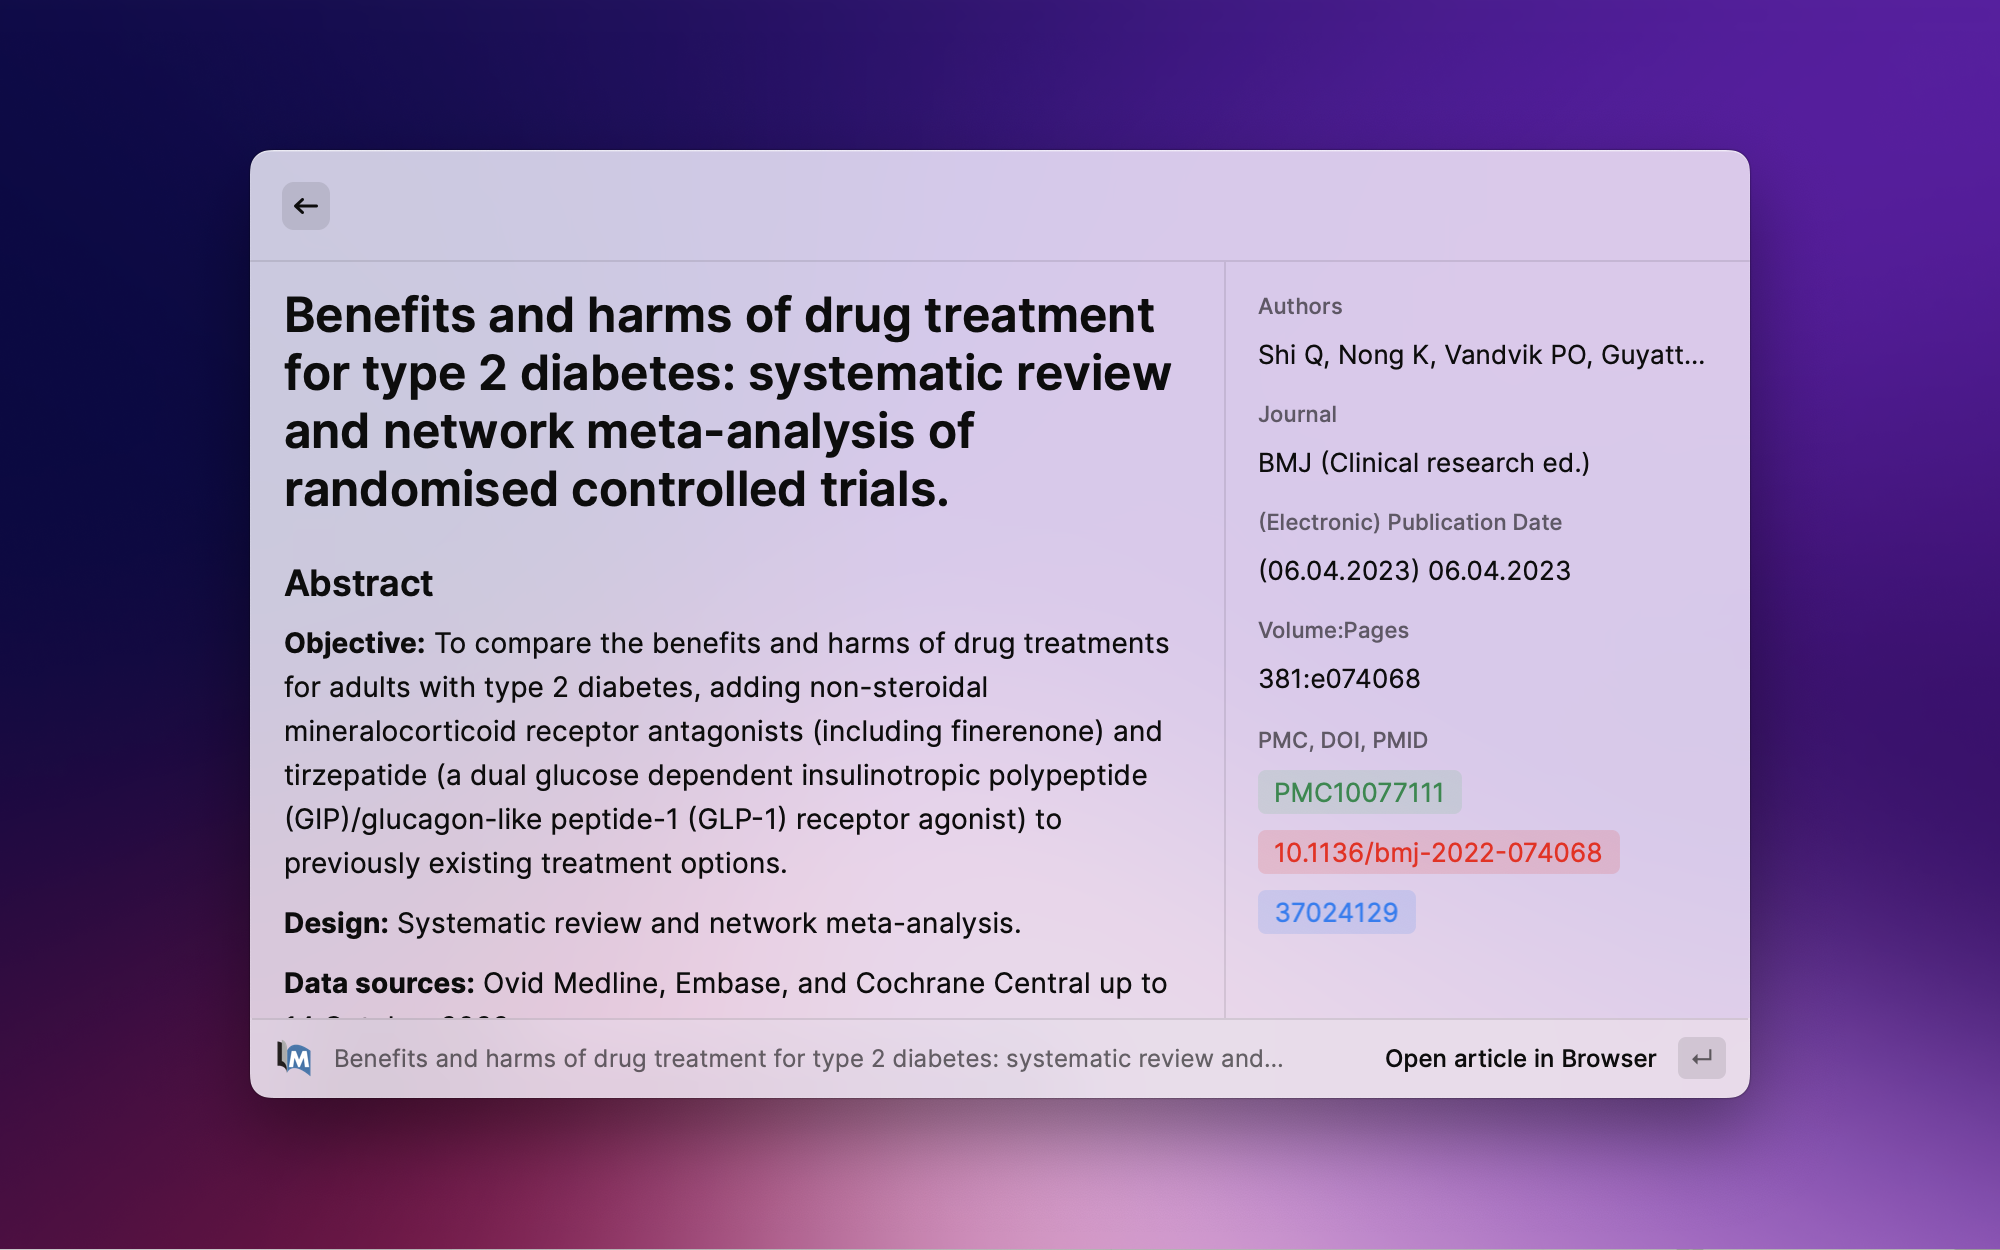 Benefits and harms of drug treatment
for type 2 diabetes: systematic review
and network meta-analysis of
randomised controlled trials.
Abstract
Objective: To compare the benefits and harms of drug treatments
for adults with type 2 diabetes, adding non-steroidal
mineralocorticoid receptor antagonists (including finerenone) and
tirzepatide (a dual glucose dependent insulinotropic polypeptide
(GIP)/glucagon-like peptide-1 (GLP-1) receptor agonist) to
previously existing treatment options.
Design: Systematic review and network meta-analysis.
Data sources: Ovid Medline, Embase, and Cochrane Central up to
Authors
Shi Q, Nong K, Vandvik PO, Guyatt...
Journal
BMJ (Clinical research ed.)
(Electronic) Publication Date
(06.04.2023) 06.04.2023
Volume:Pages
381:e074068
PMC, DOI, PMID
PMC10077111
10.1136/bmj-2022-074068
37024129
M
Benefits and harms of drug treatment for type 2 diabetes: systematic review and...
Open article in Browser